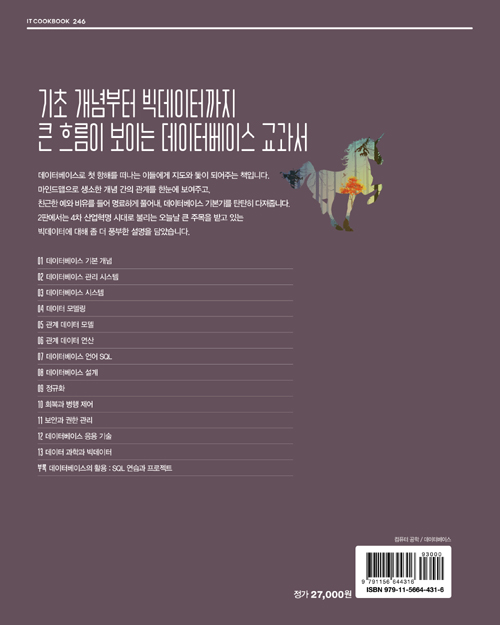 IT COOKBOOK 246
기초 개념부터 빅데이터까지
큰 흐름이 보이는 데이터베이스 교과서
데이터베이스로 첫 항해를 떠나는 이들에게 지도와 돛이 되어주는 책입니다.
마인드맵으로 생소한 개념 간의 관계를 한눈에 보여주고,
친근한 예와 비유를 들어 명료하게 풀어내, 데이터베이스 기본기를 탄탄히 다져줍니다.
2판에서는 4차 산업혁명 시대로 불리는 오늘날 큰 주목을 받고 있는
빅데이터에 대해 좀 더 풍부한 설명을 담았습니다.
01 데이터베이스 기본 개념
02 데이터베이스 관리 시스템
03 데이터베이스 시스템
04 데이터 모델링
05 관계 데이터 모델
06 관계 데이터 연산
07 데이터베이스 언어 SQL
08 데이터베이스 설계
09 정규화
10 회복과 병행 제어
11 보안과 권한 관리
12 데이터베이스 응용 기술
13 데이터 과학과 빅데이터
부록 데이터베이스의 활용 : SQL 연습과 프로젝트
컴퓨터 공학 / 데이터베이스
93000
9 791156 644316
정가 27,000원
ISBN 979-11-5664-431-6